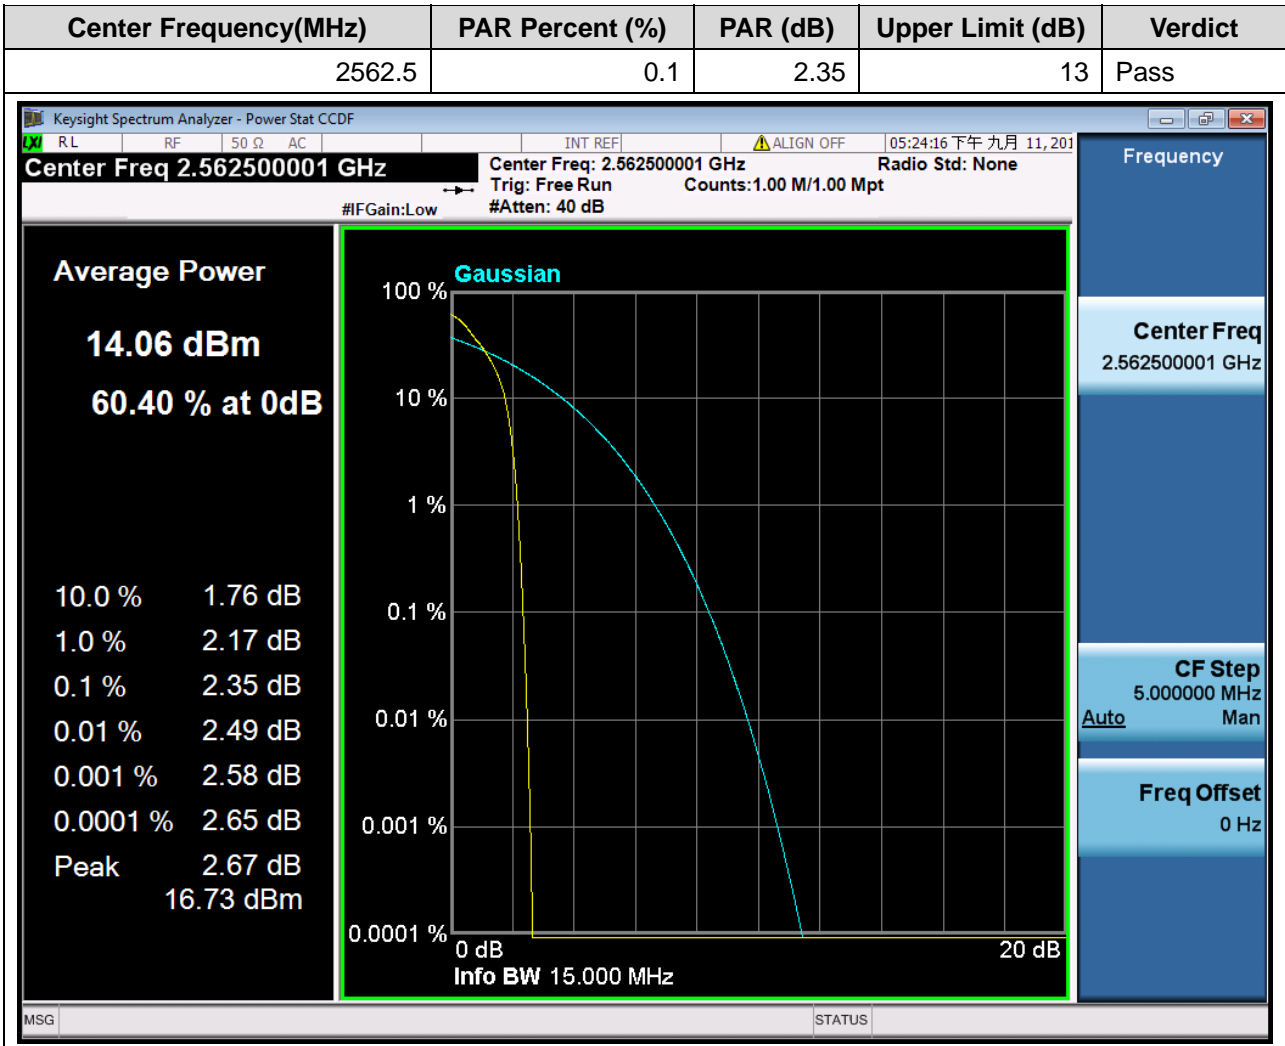 Center Frequency(MHz) PAR Percent (%) PAR (dB) Upper Limit (dB) Verdict
2562.5 0.1 2.35 13 Pass
Keysight Spectrum Analyzer - Power Stat CCDF
LXI RL RF 50 Ω AC INT REF ALIGN OFF 05:24:16 下午 九月 11, 201
Center Freq 2.562500001 GHz
Center Freq: 2.562500001 GHz Radio Std: None
Trig: Free Run Counts:1.00 M/1.00 Mpt
#IFGain:Low #Atten: 40 dB
Frequency
Average Power
14.06 dBm
60.40 % at 0dB
10.0 % 1.76 dB
1.0 % 2.17 dB
0.1 % 2.35 dB
0.01 % 2.49 dB
0.001 % 2.58 dB
0.0001 % 2.65 dB
Peak 2.67 dB
16.73 dBm
Gaussian
100 %
10 %
1 %
0.1 %
0.01 %
0.001 %
0.0001 %
0 dB 20 dB
Info BW 15.000 MHz
Center Freq
2.562500001 GHz
CF Step
5.000000 MHz
Auto Man
Freq Offset
0 Hz
MSG STATUS